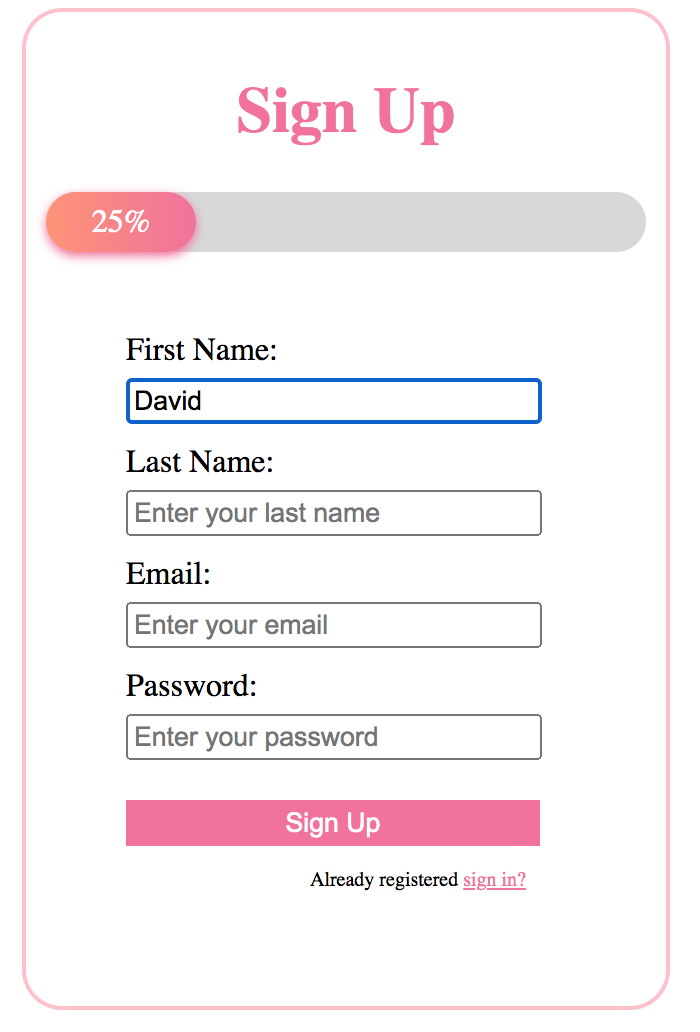 Sign Up
25%
First Name:
David
Last Name:
Enter your last name
Email:
Enter your email
Password:
Enter your password
Sign Up
Already registered sign in?